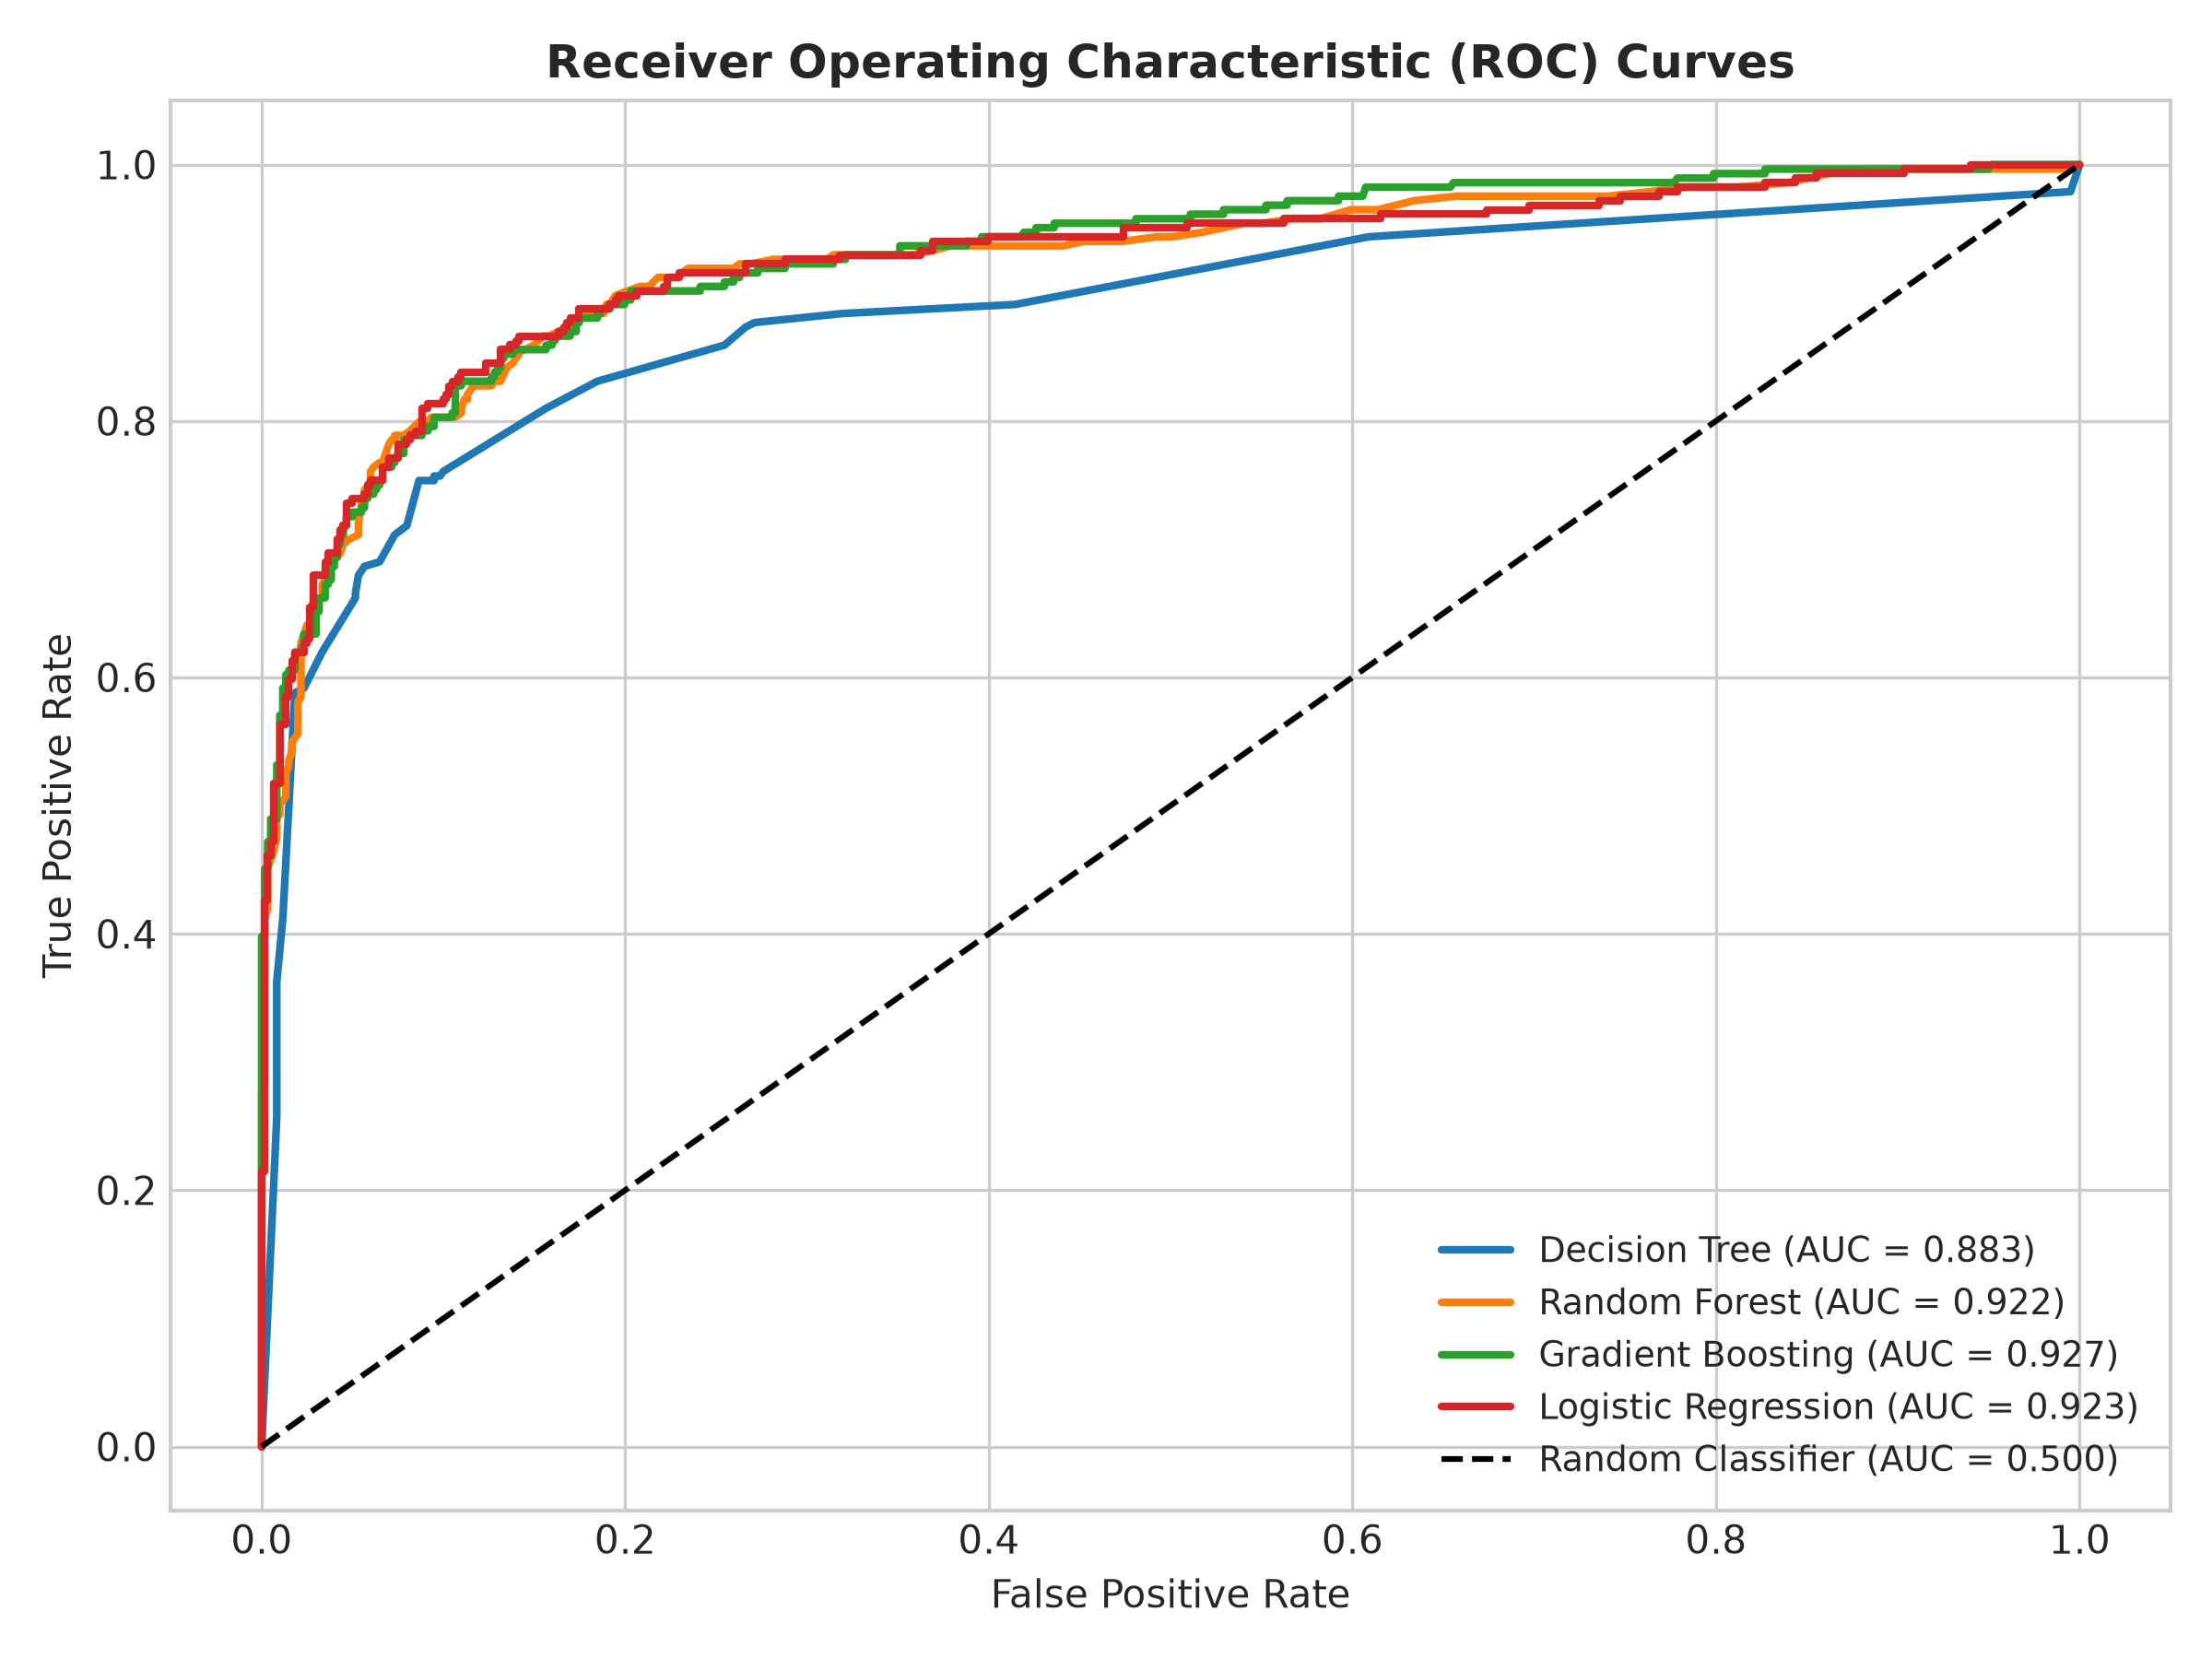 Receiver Operating Characteristic (ROC) Curves
True Positive Rate
1.0
0.8
0.6
0.4
0.2
0.0
Decision Tree (AUC = 0.883)
Random Forest (AUC = 0.922)
Gradient Boosting (AUC = 0.927)
Logistic Regression (AUC = 0.923)
Random Classifier (AUC = 0.500)
0.0 0.2 0.4 0.6 0.8 1.0
False Positive Rate